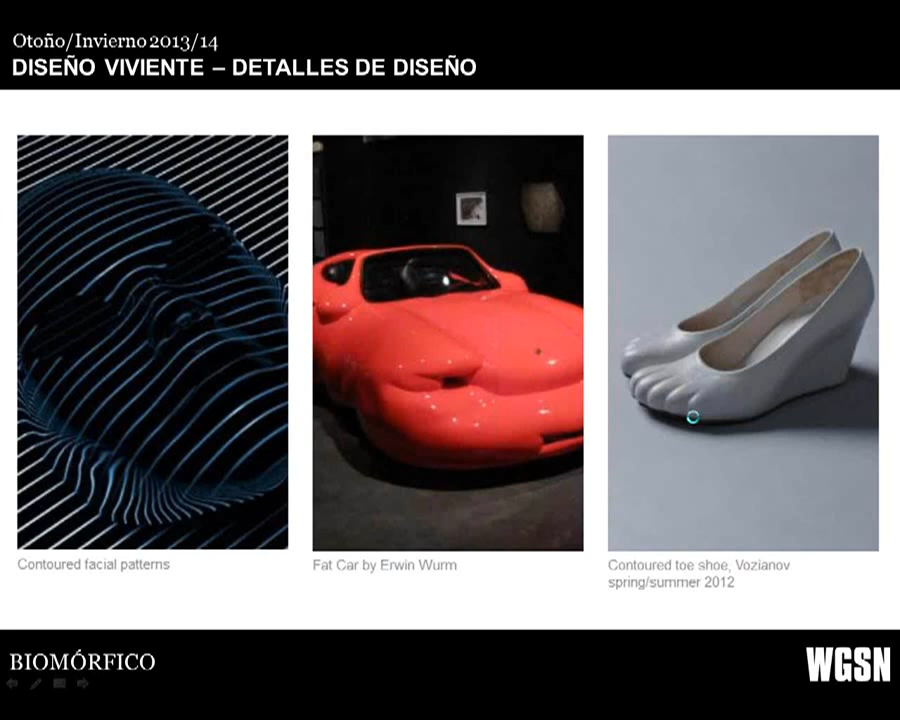 Otoño/Invierno 2013/14
DISEÑO VIVIENTE – DETALLES DE DISEÑO
Contoured facial patterns
Fat Car by Erwin Wurm
Contoured toe shoe, Vozianov
spring/summer 2012
BIOMÓRFICO
WGSN